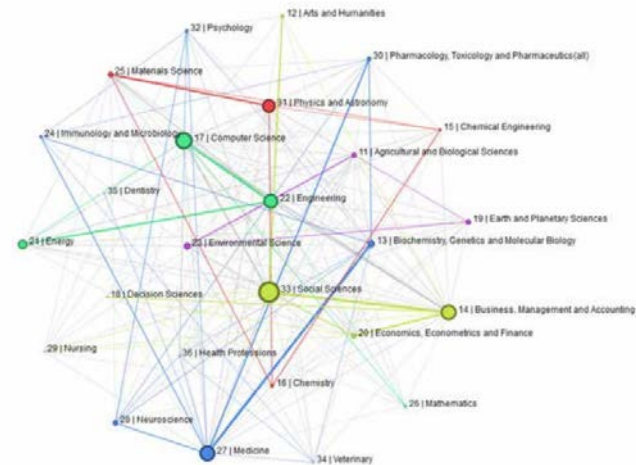 12 | Arts and Humanities
32 | Psychology
30 | Pharmacology, Toxicology and Pharmaceutics(all)
25 | Materials Science
31 | Physics and Astronomy
15 | Chemical Engineering
24 | Immunology and Microbiology
17 | Computer Science
11 | Agricultural and Biological Sciences
35 | Dentistry
22 | Engineering
19 | Earth and Planetary Sciences
21 | Energy
23 | Environmental Science
13 | Biochemistry, Genetics and Molecular Biology
18 | Decision Sciences
33 | Social Sciences
14 | Business, Management and Accounting
20 | Economics, Econometrics and Finance
29 | Nursing
36 | Health Professions
16 | Chemistry
26 | Mathematics
28 | Neuroscience
27 | Medicine
34 | Veterinary